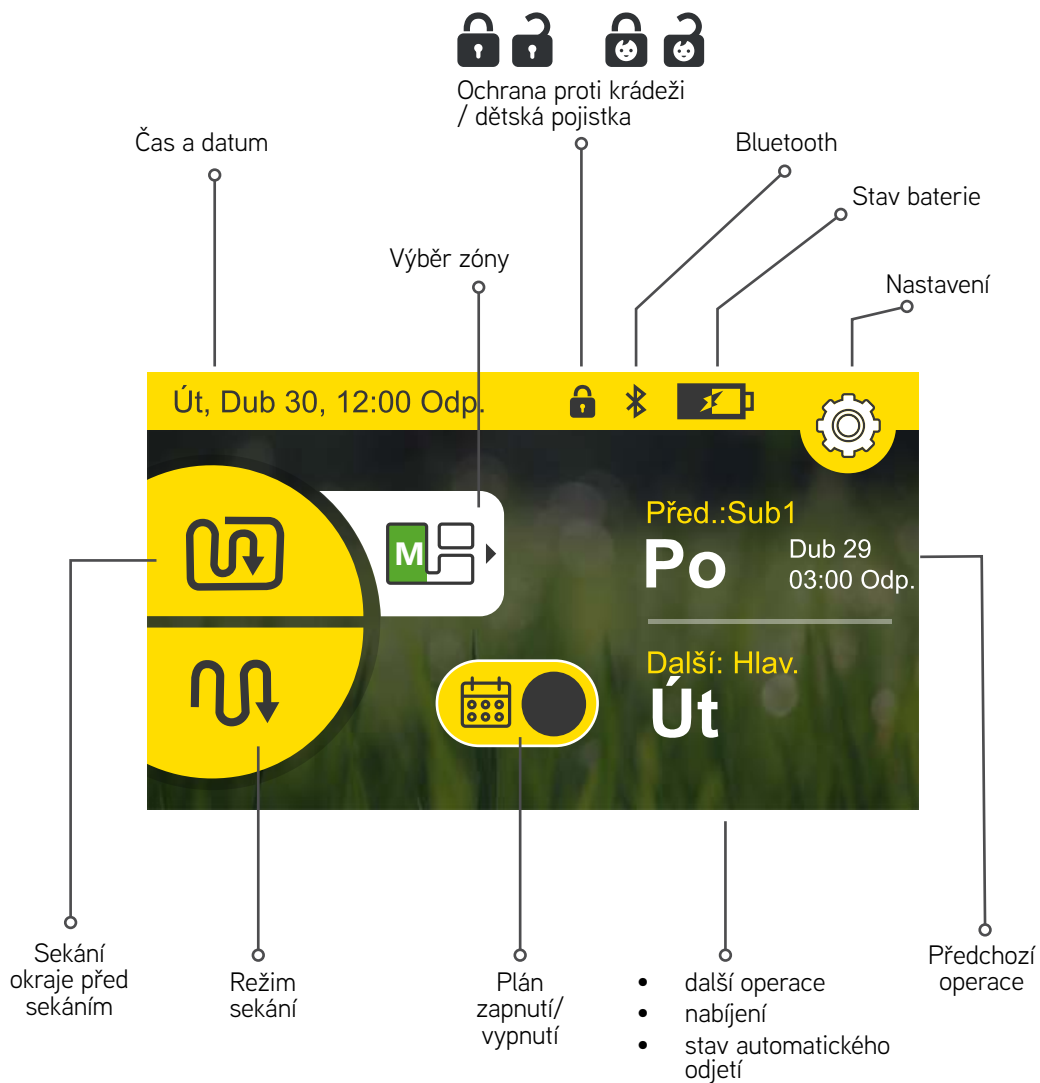 Ochrana proti krádeži
/ dětská pojistka
Čas a datum
Bluetooth
Stav baterie
Výběr zóny
Nastavení
Út, Dub 30, 12:00 Odp.
M
Před.:Sub1
Po
Dub 29
03:00 Odp.
Další: Hlav.
Út
Sekání
okraje před
sekáním
Režim
sekání
Plán
zapnutí/
vypnutí
• další operace
• nabíjení
• stav automatického
odjetí
Předchozí
operace